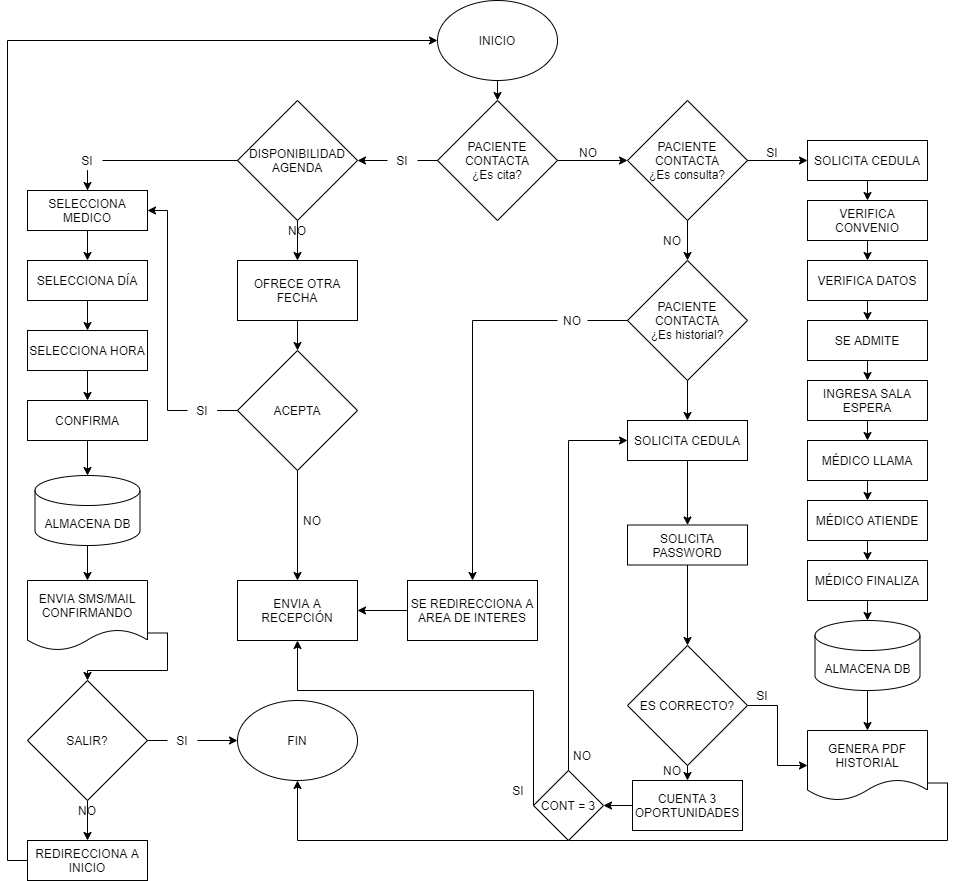 INICIO
PACIENTE
CONTACTA
¿Es cita?
SI
DISPONIBILIDAD
AGENDA
SI
SELECCIONA
MEDICO
SELECCIONA DÍA
SELECCIONA HORA
CONFIRMA
ALMACENA DB
ENVIA SMS/MAIL
CONFIRMANDO
SALIR?
SI
FIN
NO
REDIRECCIONA A
INICIO
NO
OFRECE OTRA
FECHA
ACEPTA
SI
NO
ENVIA A
RECEPCIÓN
NO
PACIENTE
CONTACTA
¿Es consulta?
SI
SOLICITA CEDULA
VERIFICA
CONVENIO
VERIFICA DATOS
SE ADMITE
INGRESA SALA
ESPERA
MÉDICO LLAMA
MÉDICO ATIENDE
MÉDICO FINALIZA
ALMACENA DB
GENERA PDF
HISTORIAL
NO
PACIENTE
CONTACTA
¿Es historial?
NO
SE REDIRECCIONA A
AREA DE INTERES
SOLICITA CEDULA
SOLICITA
PASSWORD
ES CORRECTO?
SI
NO
CUENTA 3
OPORTUNIDADES
CONT = 3
NO
SI